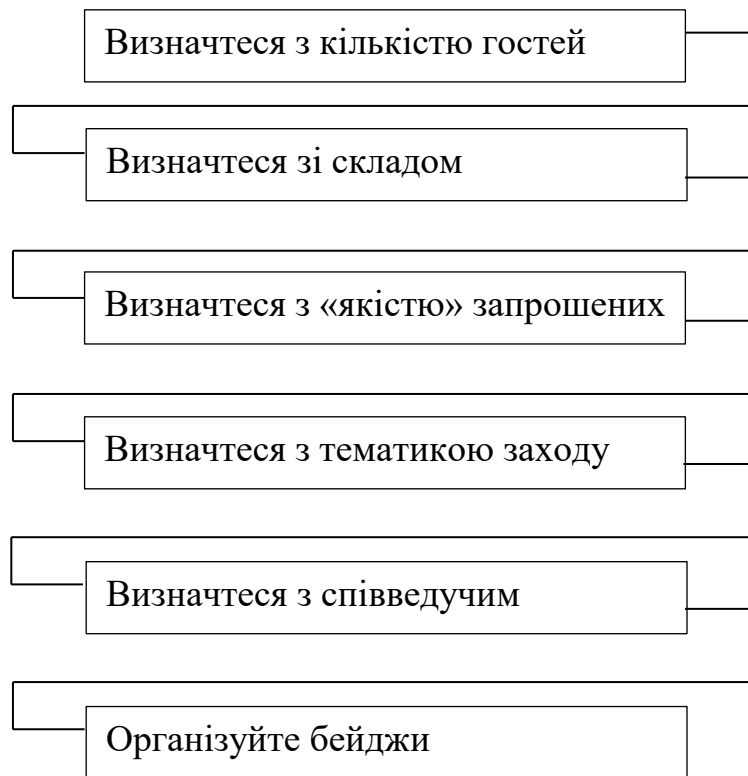 Визначтеся з кількістю гостей
Визначтеся зі складом
Визначтеся з «якістю» запрошених
Визначтеся з тематикою заходу
Визначтеся з співведучим
Організуйте бейджи